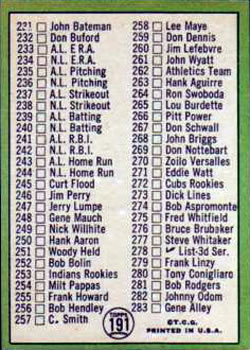 231 John Bateman
232 Don Buford
233 A.L. E.R.A.
234 N.L. E.R.A.
235 A.L. Pitching
236 N.L. Pitching
237 A.L. Strikeout
238 N.L. Strikeout
239 A.L. Batting
240 N.L. Batting
241 A.L. R.B.I.
242 N.L. R.B.I.
243 A.L. Home Run
244 N.L. Home Run
245 Curt Flood
246 Jim Perry
247 Jerry Lumpe
248 Gene Mauch
249 Nick Willhite
250 Hank Aaron
251 Woody Held
252 Bob Bolin
253 Indians Rookies
254 Milt Pappas
255 Frank Howard
256 Bob Hendley
257 C. Smith
258 Lee Maye
259 Don Dennis
260 Jim Lefebvre
261 John Wyatt
262 Athletics Team
263 Hank Aguirre
264 Ron Swoboda
265 Lou Burdette
266 Pitt Power
267 Don Schwall
268 John Briggs
269 Don Nottebart
270 Zoilo Versalles
271 Eddie Watt
272 Cubs Rookies
273 Dick Lines
274 Bob Aspromonte
275 Fred Whitfield
276 Bruce Brubaker
277 Steve Whitaker
278 List-3d Ser.
279 Frank Linzy
280 Tony Conigliaro
281 Bob Rodgers
282 Johnny Odom
283 Gene Alley
TOPPS
191
©T.C.G.
PRINTED IN U.S.A.